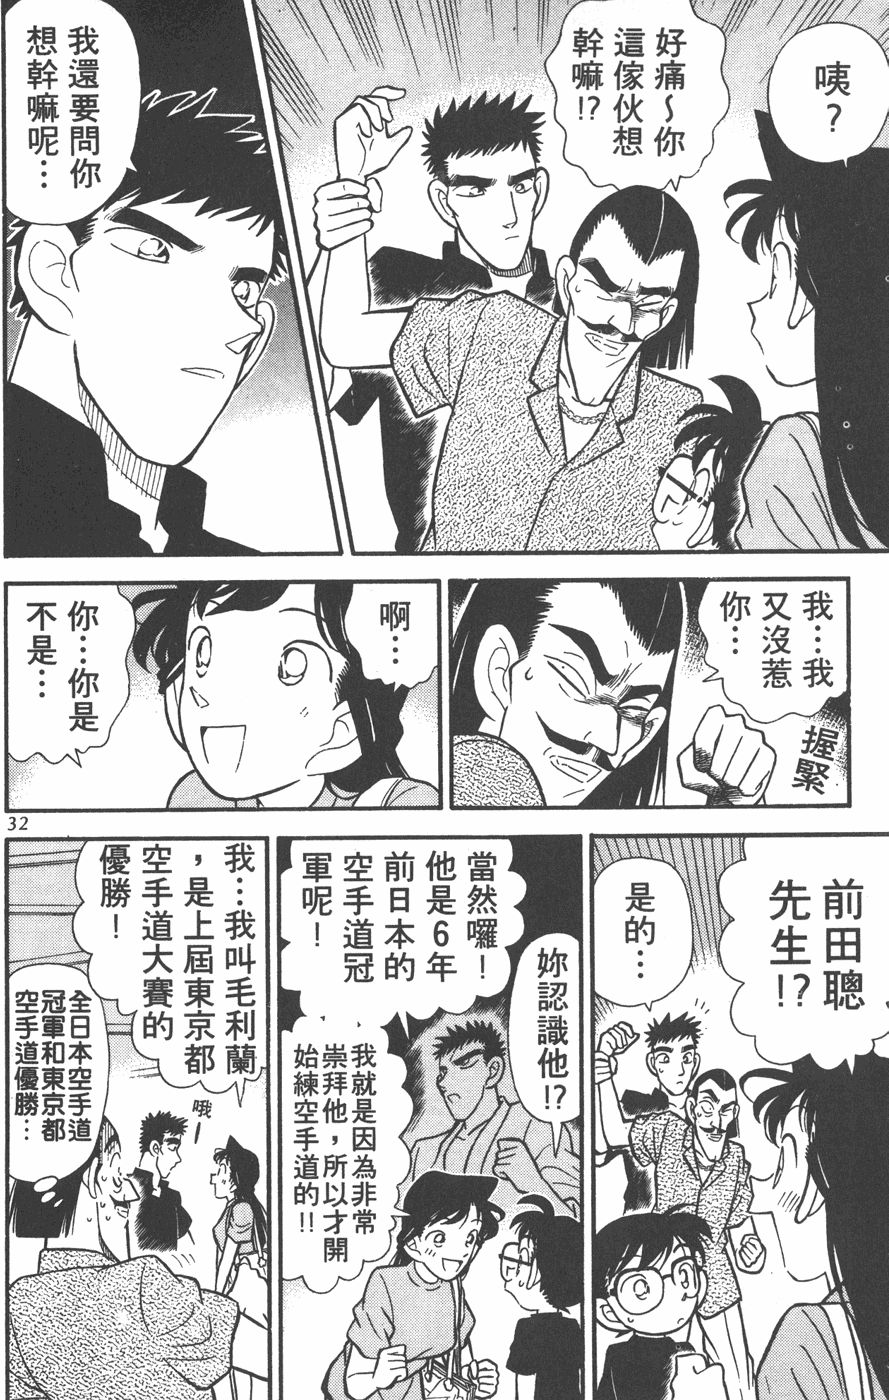 咦?
好痛~你
這傢伙想
幹嘛!?
我還要問你
想幹嘛呢…
我…我
又沒惹
你…
握緊
啊…
你…你是
不是…
32
前田聰
先生!?
是的…
妳認識他!?
當然囉!
他是6年
前日本的
空手道冠
軍呢!
我就是因為非常
崇拜他,所以才開
始練空手道的!!
我…我叫毛利蘭
,是上屆東京都
空手道大賽的
優勝!
哦—
全日本空手道
冠軍和東京都
空手道優勝…